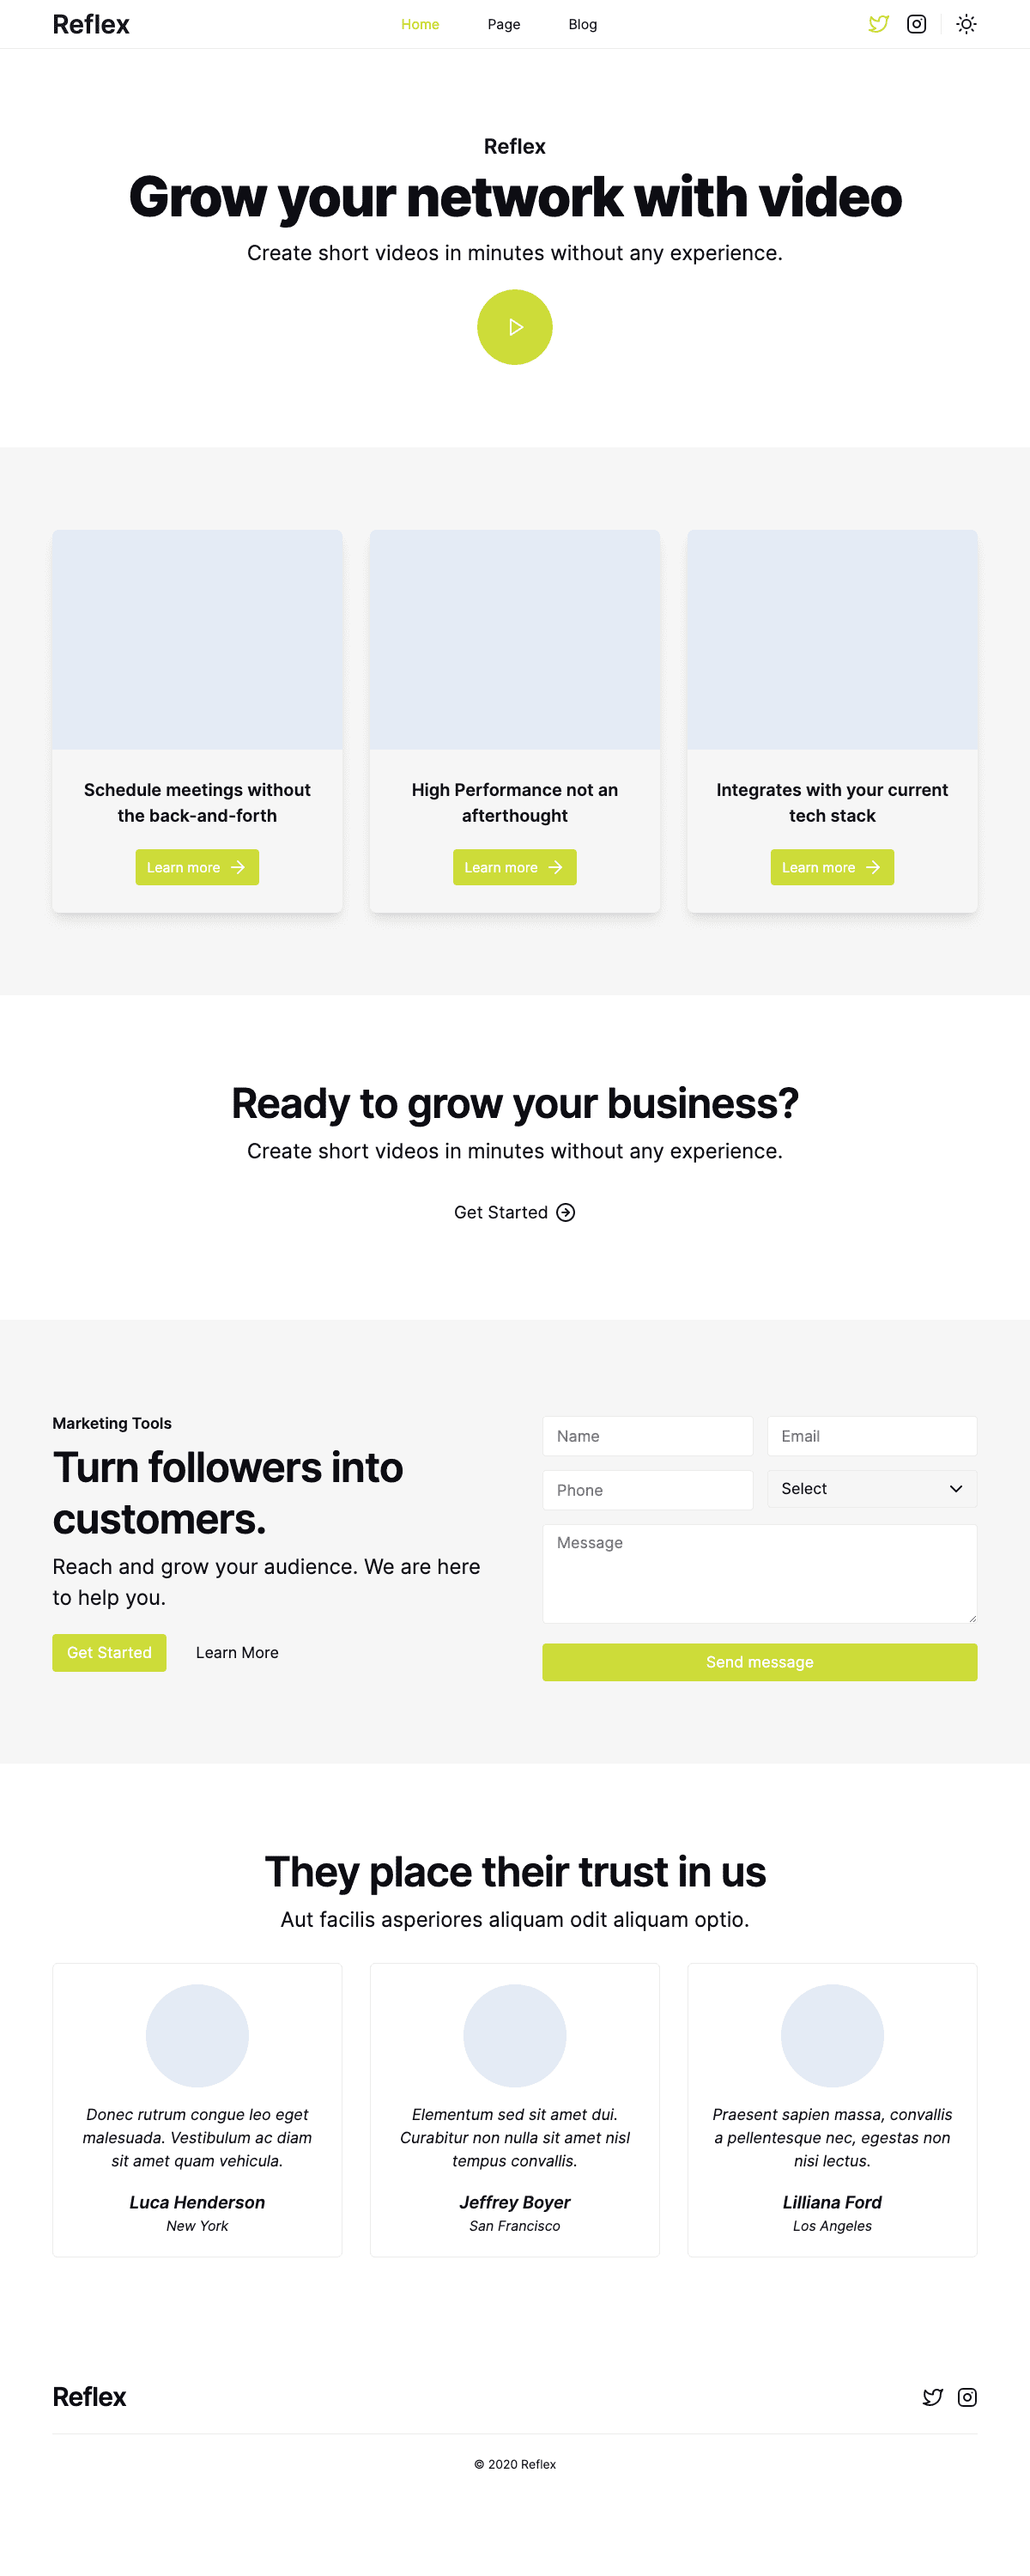 Reflex
Home
Page
Blog
Reflex
Grow your network with video
Create short videos in minutes without any experience.
Schedule meetings without
the back-and-forth
Learn more
High Performance not an
afterthought
Learn more
Integrates with your current
tech stack
Learn more
Ready to grow your business?
Create short videos in minutes without any experience.
Get Started
Marketing Tools
Turn followers into
customers.
Reach and grow your audience. We are here
to help you.
Get Started
Learn More
Name
Email
Phone
Select
Message
Send message
They place their trust in us
Aut facilis asperiores aliquam odit aliquam optio.
Donec rutrum congue leo eget
malesuada. Vestibulum ac diam
sit amet quam vehicula.
Luca Henderson
New York
Elementum sed sit amet dui.
Curabitur non nulla sit amet nisl
tempus convallis.
Jeffrey Boyer
San Francisco
Praesent sapien massa, convallis
a pellentesque nec, egestas non
nisi lectus.
Lilliana Ford
Los Angeles
Reflex
© 2020 Reflex